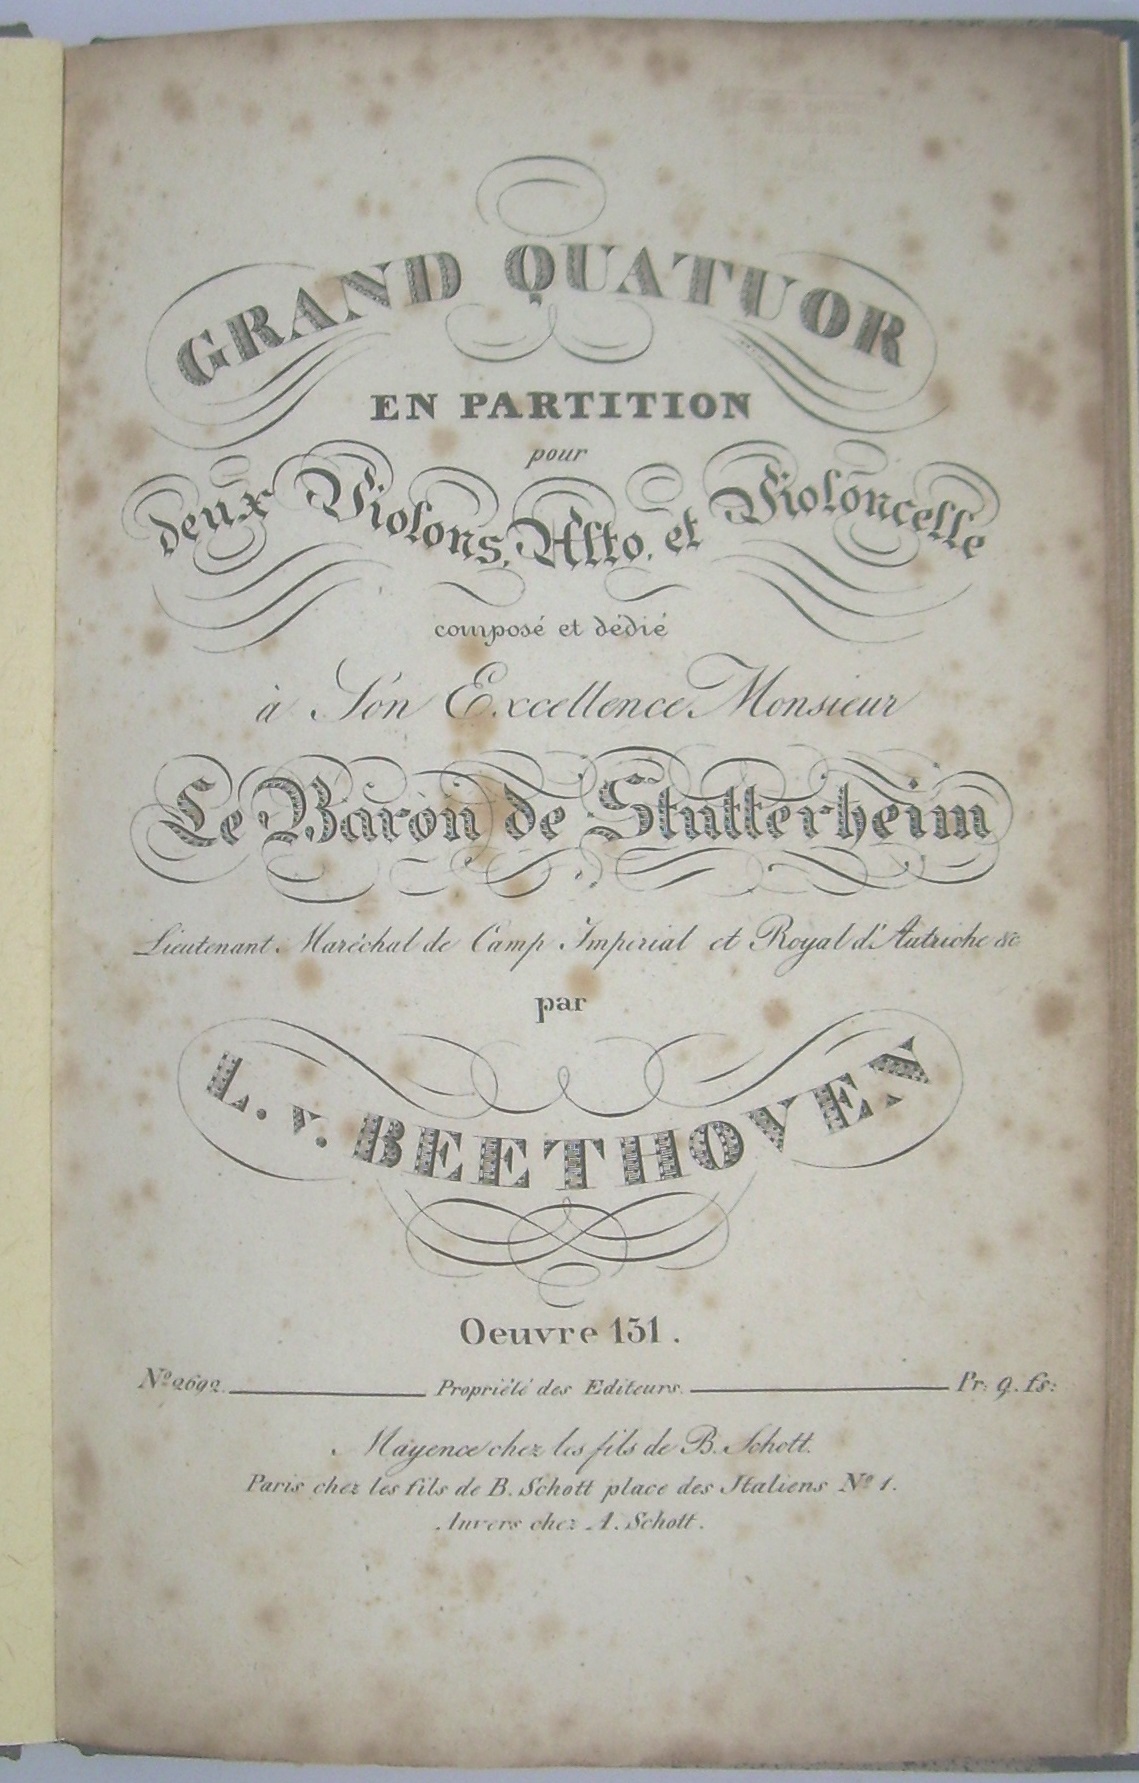 GRAND QUATUOR
EN PARTITION
pour
deux Violons, Alto, et Violoncelle
composé et dédié
à Son Excellence Monsieur
Le Baron de Stutterheim
Lieutenant Maréchal de Camp Impérial et Royal d'Autriche &c
par
L. v. BEETHOVEN
Oeuvre 131.
No 2692. Propriété des Editeurs. Pr: 9. fs:
Mayence chez les fils de B. Schott.
Paris chez les fils de B. Schott place des Italiens No 1.
Anvers chez A. Schott.